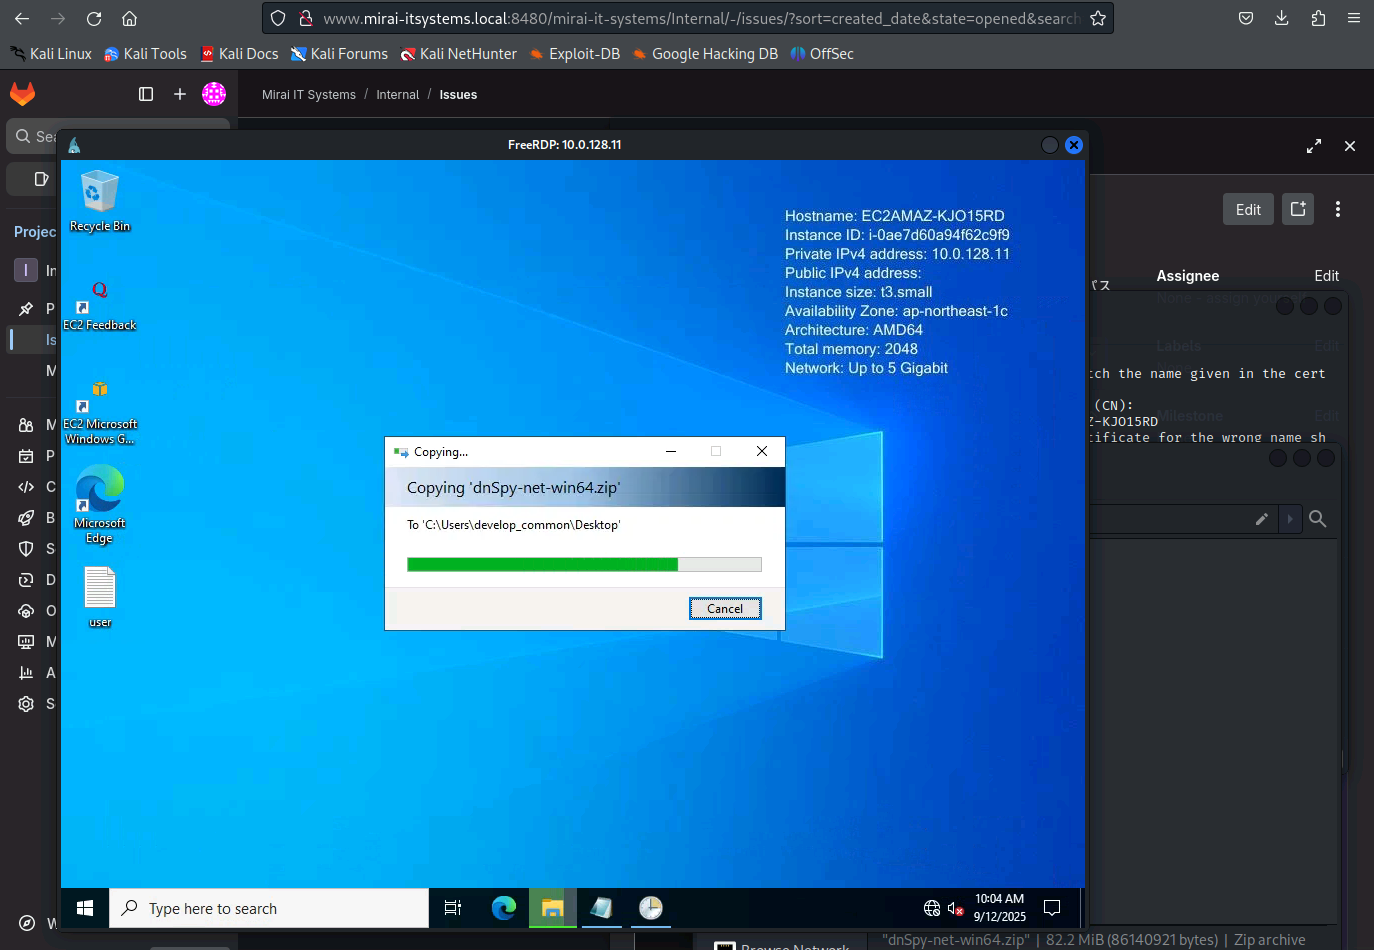 www.mirai-itsystems.local:8480/mirai-it-systems/Internal/-/issues/?sort=created_date&state=opened&search
Kali Linux
Kali Tools
Kali Docs
Kali Forums
Kali NetHunter
Exploit-DB
Google Hacking DB
OffSec
Mirai IT Systems / Internal / Issues
Sea
FreeRDP: 10.0.128.11
Projec
I
In
P
Is
M
M
P
C
B
S
D
O
M
A
S
W
Recycle Bin
EC2 Feedback
EC2 Microsoft
Windows G...
Microsoft
Edge
user
Hostname: EC2AMAZ-KJO15RD
Instance ID: i-0ae7d60a94f62c9f9
Private IPv4 address: 10.0.128.11
Public IPv4 address:
Instance size: t3.small
Availability Zone: ap-northeast-1c
Architecture: AMD64
Total memory: 2048
Network: Up to 5 Gigabit
Copying...
Copying 'dnSpy-net-win64.zip'
To 'C:\Users\develop_common\Desktop'
Cancel
Type here to search
10:04 AM
9/12/2025
Edit
パス
Assignee
Edit
None - assign yourself
Labels
Edit
tch the name given in the cert
(CN):
Z-KJO15RD
Milestone
Edit
tificate for the wrong name sh
Browse Network
"dnSpy-net-win64.zip" | 82.2 MiB (86140921 bytes) | Zip archive